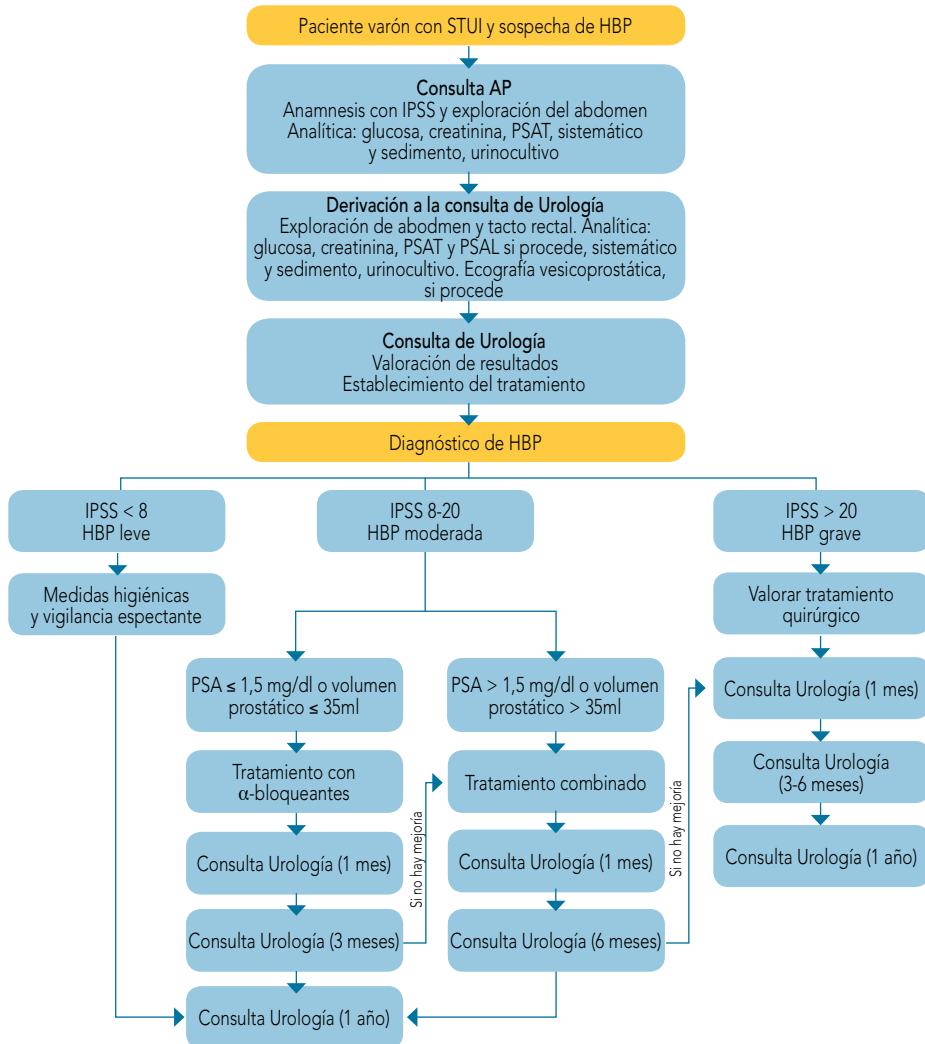 Paciente varón con STUI y sospecha de HBP
Consulta AP
Anamnesis con IPSS y exploración del abdomen
Analítica: glucosa, creatinina, PSAT, sistemático
y sedimento, urinocultivo
Derivación a la consulta de Urología
Exploración de abodmen y tacto rectal. Analítica:
glucosa, creatinina, PSAT y PSAL si procede, sistemático
y sedimento, urinocultivo. Ecografía vesicoprostática,
si procede
Consulta de Urología
Valoración de resultados
Establecimiento del tratamiento
Diagnóstico de HBP
IPSS < 8
HBP leve
Medidas higiénicas
y vigilancia espectante
IPSS 8-20
HBP moderada
PSA ≤ 1,5 mg/dl o volumen
prostático ≤ 35ml
Tratamiento con
α-bloqueantes
Consulta Urología (1 mes)
Consulta Urología (3 meses)
Consulta Urología (1 año)
Si no hay mejoría
PSA > 1,5 mg/dl o volumen
prostático > 35ml
Tratamiento combinado
Consulta Urología (1 mes)
Consulta Urología (6 meses)
Si no hay mejoría
IPSS > 20
HBP grave
Valorar tratamiento
quirúrgico
Consulta Urología (1 mes)
Consulta Urología
(3-6 meses)
Consulta Urología (1 año)